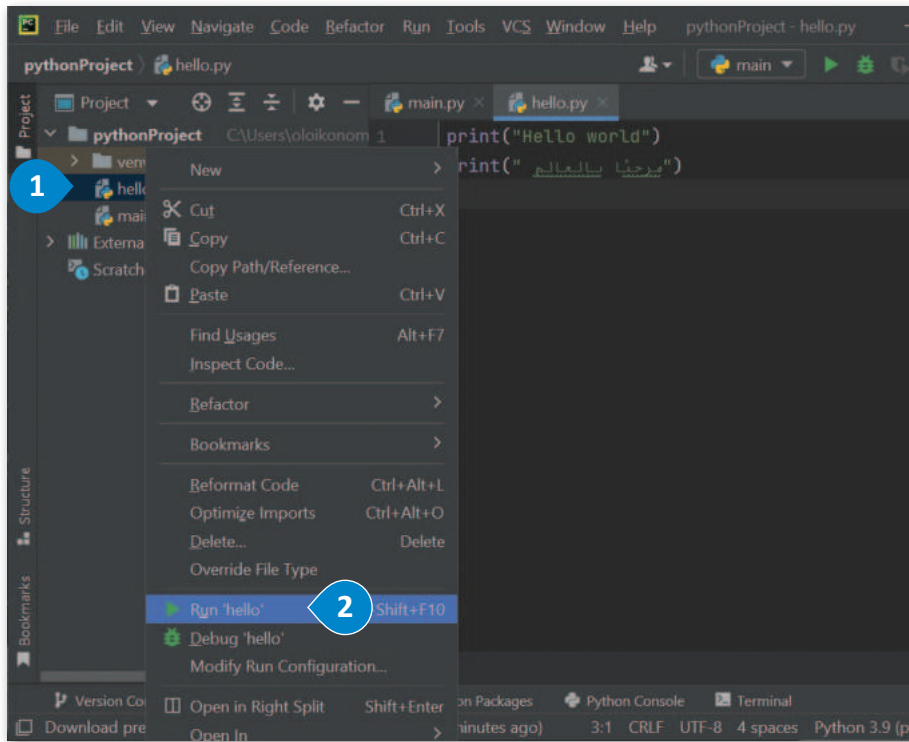 File Edit View Navigate Code Refactor Run Tools VCS Window Help pythonProject - hello.py
pythonProject hello.py main
Project Project main.py hello.py
pythonProject C:\Users\oloikonom 1 print("Hello world")
print(" مرحبًا بالعالم")
1
New
Cut Ctrl+X
Copy Ctrl+C
Externa
Scratch Copy Path/Reference...
Paste Ctrl+V
Find Usages Alt+F7
Inspect Code...
Refactor
Bookmarks
Reformat Code Ctrl+Alt+L
Structure Optimize Imports Ctrl+Alt+O
Delete... Delete
Override File Type
Bookmarks Run 'hello' 2 Shift+F10
Debug 'hello'
Modify Run Configuration...
Version Co Open in Right Split Shift+Enter on Packages Python Console Terminal
Download pre Open In inutes ago) 3:1 CRLF UTF-8 4 spaces Python 3.9 (p